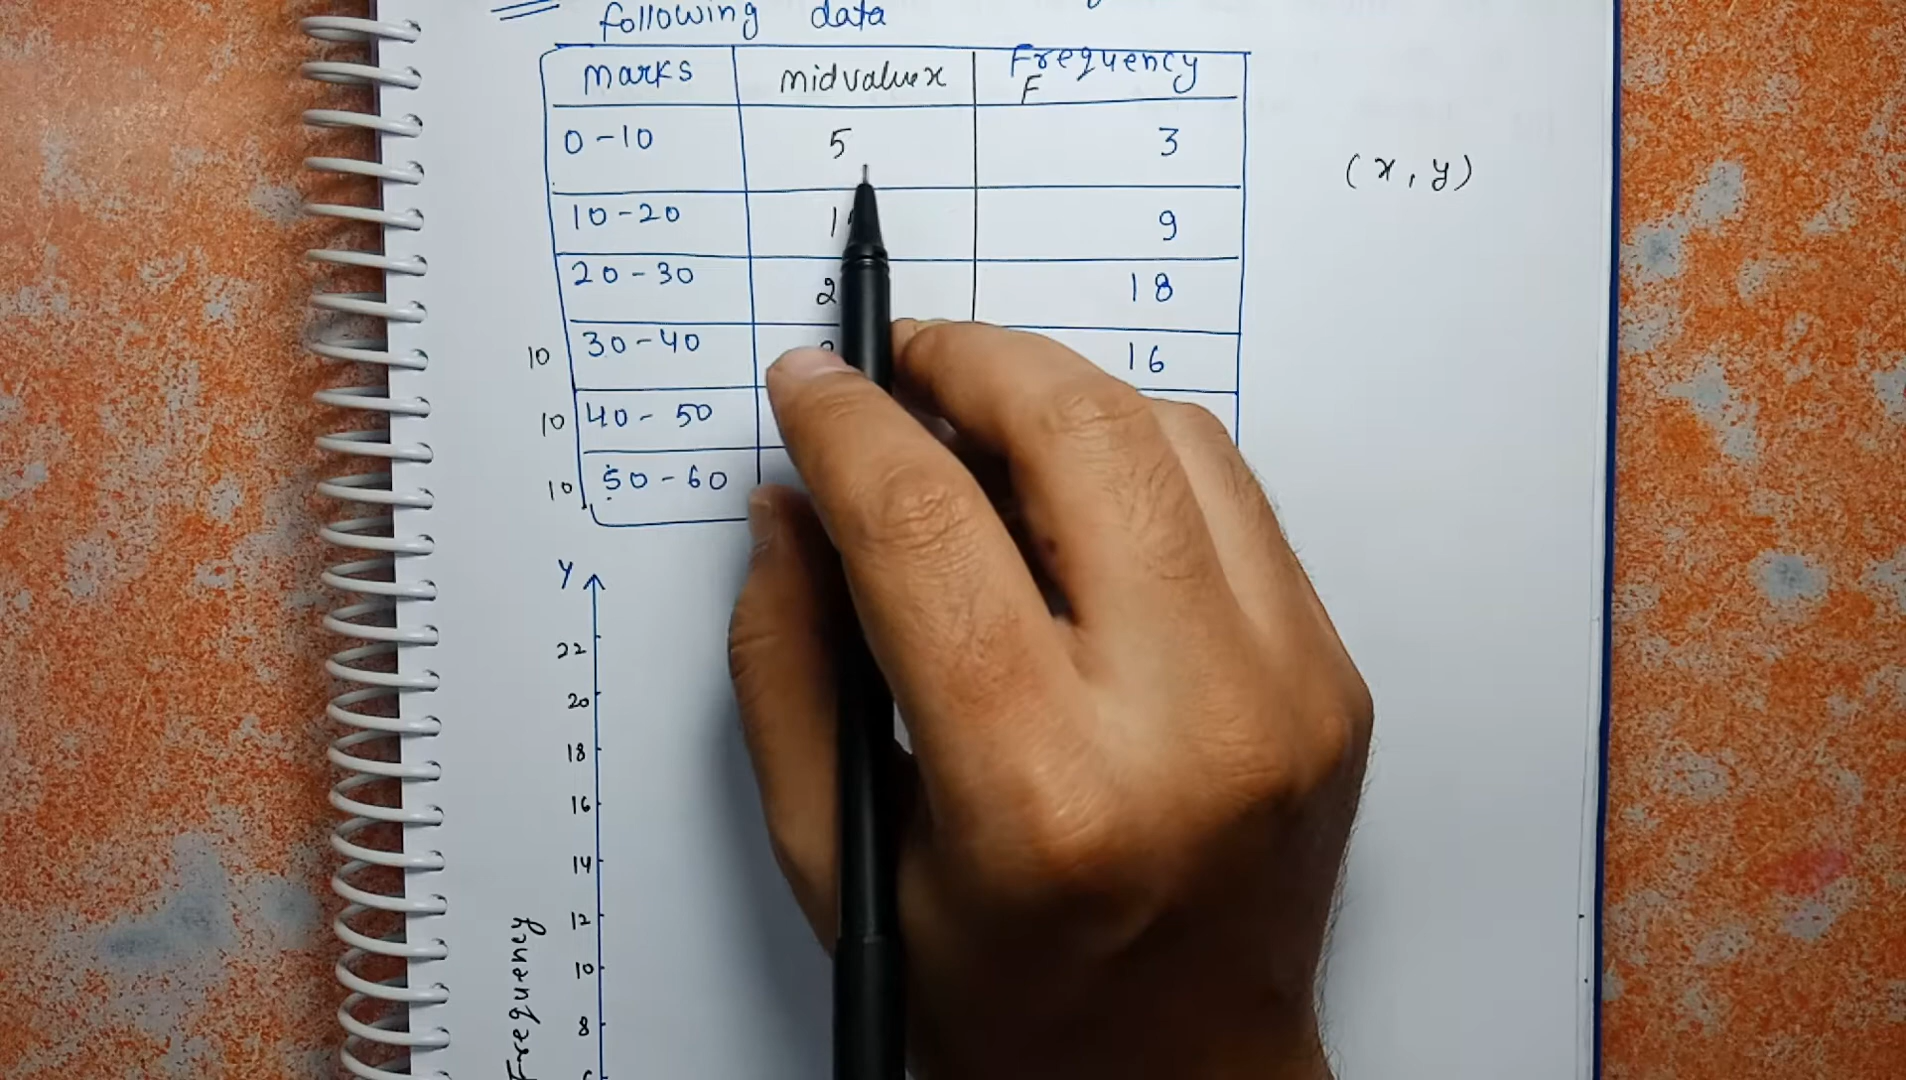 following data
marks midvaluex Frequency
F
0-10 5 3
10-20 9
20-30 18
10 30-40 16
10 40-50
10 50-60
(x, y)
Y
22
20
18
16
14
12
10
8
Frequency